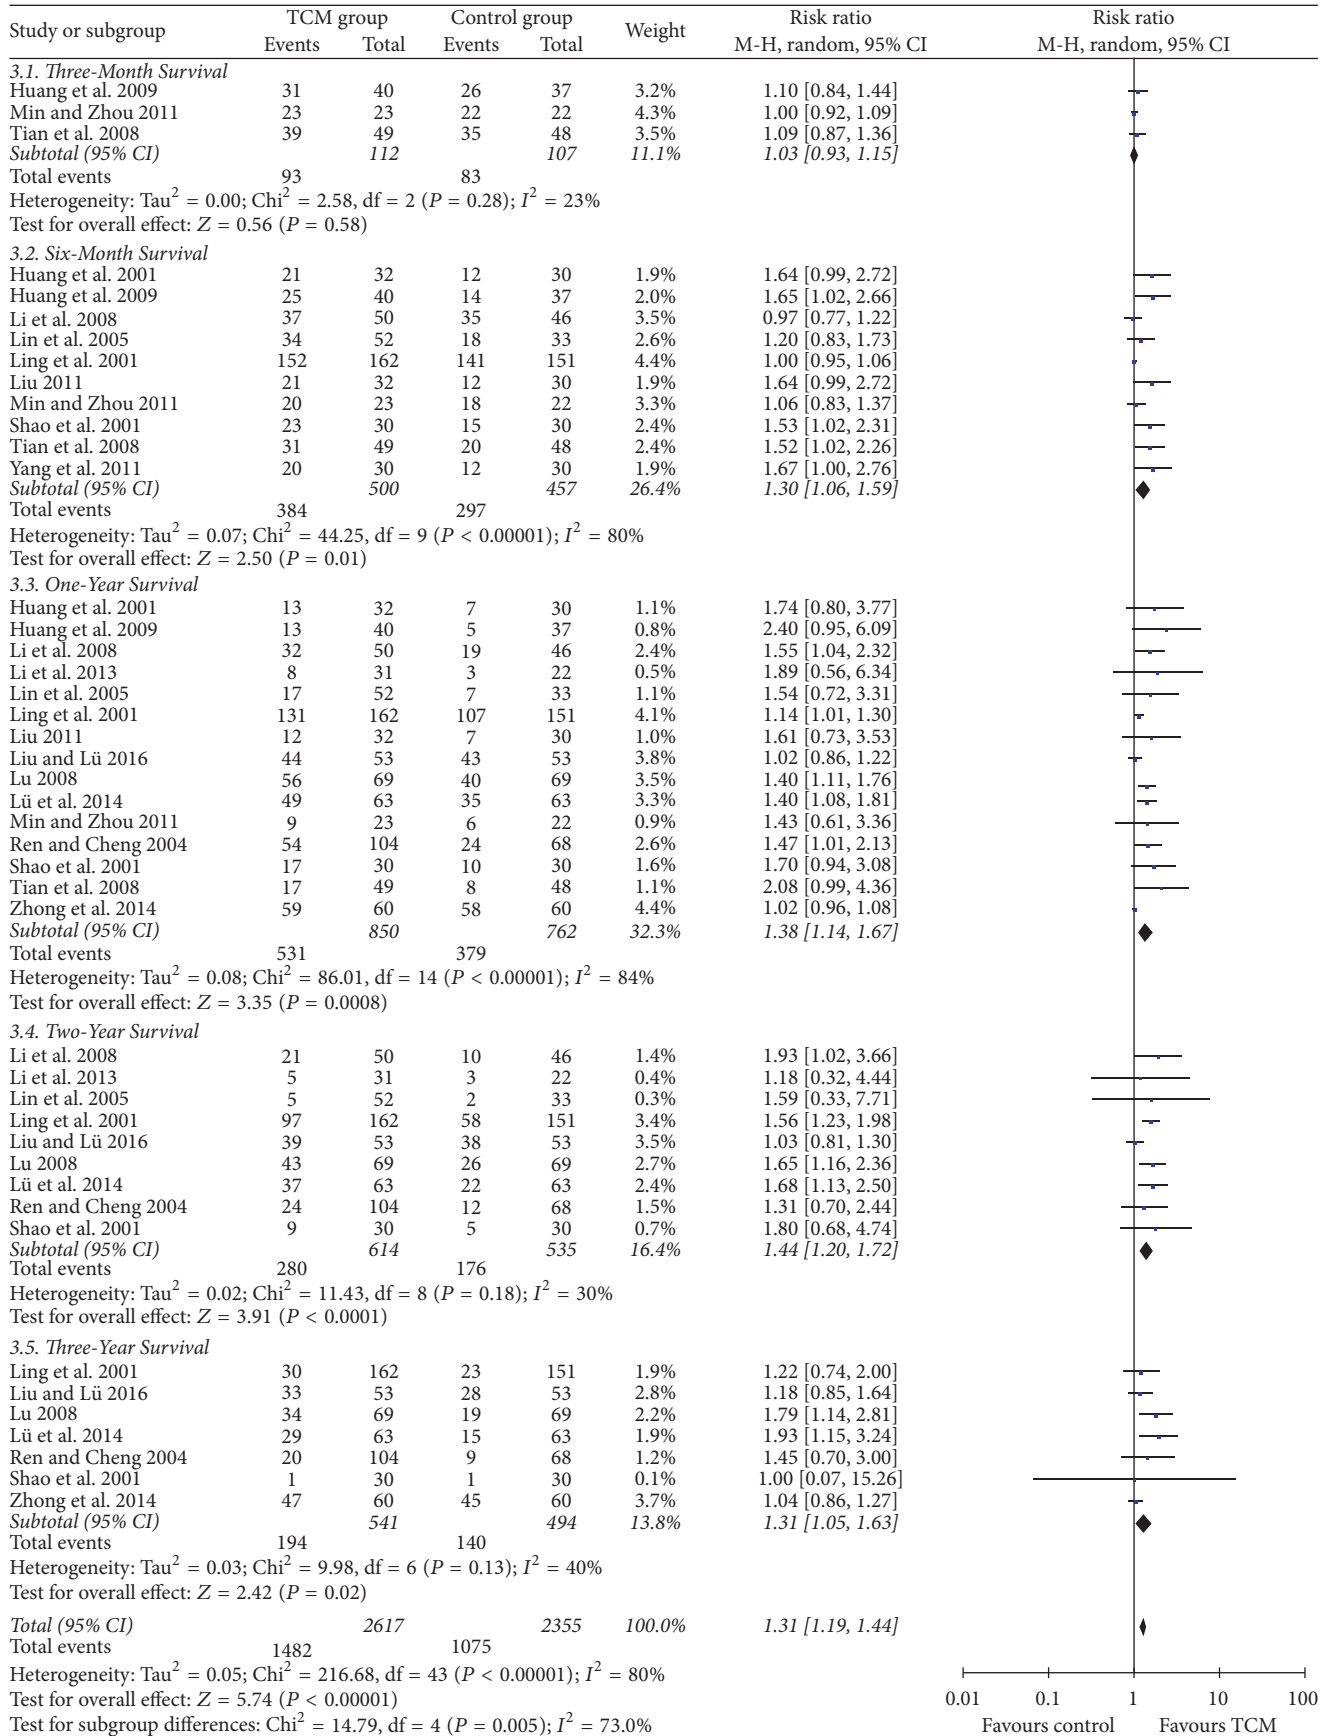 Study or subgroup TCM group Control group Weight Risk ratio Risk ratio
Events Total Events Total M-H, random, 95% CI M-H, random, 95% CI
3.1. Three-Month Survival
Huang et al. 2009 31 40 26 37 3.2% 1.10 [0.84, 1.44]
Min and Zhou 2011 23 23 22 22 4.3% 1.00 [0.92, 1.09]
Tian et al. 2008 39 49 35 48 3.5% 1.09 [0.87, 1.36]
Subtotal (95% CI) 112 107 11.1% 1.03 [0.93, 1.15]
Total events 93 83
Heterogeneity: Tau² = 0.00; Chi² = 2.58, df = 2 (P = 0.28); I² = 23%
Test for overall effect: Z = 0.56 (P = 0.58)
3.2. Six-Month Survival
Huang et al. 2001 21 32 12 30 1.9% 1.64 [0.99, 2.72]
Huang et al. 2009 25 40 14 37 2.0% 1.65 [1.02, 2.66]
Li et al. 2008 37 50 35 46 3.5% 0.97 [0.77, 1.22]
Lin et al. 2005 34 52 18 33 2.6% 1.20 [0.83, 1.73]
Ling et al. 2001 152 162 141 151 4.4% 1.00 [0.95, 1.06]
Liu 2011 21 32 12 30 1.9% 1.64 [0.99, 2.72]
Min and Zhou 2011 20 23 18 22 3.3% 1.06 [0.83, 1.37]
Shao et al. 2001 23 30 15 30 2.4% 1.53 [1.02, 2.31]
Tian et al. 2008 31 49 20 48 2.4% 1.52 [1.02, 2.26]
Yang et al. 2011 20 30 12 30 1.9% 1.67 [1.00, 2.76]
Subtotal (95% CI) 500 457 26.4% 1.30 [1.06, 1.59]
Total events 384 297
Heterogeneity: Tau² = 0.07; Chi² = 44.25, df = 9 (P < 0.00001); I² = 80%
Test for overall effect: Z = 2.50 (P = 0.01)
3.3. One-Year Survival
Huang et al. 2001 13 32 7 30 1.1% 1.74 [0.80, 3.77]
Huang et al. 2009 13 40 5 37 0.8% 2.40 [0.95, 6.09]
Li et al. 2008 32 50 19 46 2.4% 1.55 [1.04, 2.32]
Li et al. 2013 8 31 3 22 0.5% 1.89 [0.56, 6.34]
Lin et al. 2005 17 52 7 33 1.1% 1.54 [0.72, 3.31]
Ling et al. 2001 131 162 107 151 4.1% 1.14 [1.01, 1.30]
Liu 2011 12 32 7 30 1.0% 1.61 [0.73, 3.53]
Liu and Lü 2016 44 53 43 53 3.8% 1.02 [0.86, 1.22]
Lu 2008 56 69 40 69 3.5% 1.40 [1.11, 1.76]
Lü et al. 2014 49 63 35 63 3.3% 1.40 [1.08, 1.81]
Min and Zhou 2011 9 23 6 22 0.9% 1.43 [0.61, 3.36]
Ren and Cheng 2004 54 104 24 68 2.6% 1.47 [1.01, 2.13]
Shao et al. 2001 17 30 10 30 1.6% 1.70 [0.94, 3.08]
Tian et al. 2008 17 49 8 48 1.1% 2.08 [0.99, 4.36]
Zhong et al. 2014 59 60 58 60 4.4% 1.02 [0.96, 1.08]
Subtotal (95% CI) 850 762 32.3% 1.38 [1.14, 1.67]
Total events 531 379
Heterogeneity: Tau² = 0.08; Chi² = 86.01, df = 14 (P < 0.00001); I² = 84%
Test for overall effect: Z = 3.35 (P = 0.0008)
3.4. Two-Year Survival
Li et al. 2008 21 50 10 46 1.4% 1.93 [1.02, 3.66]
Li et al. 2013 5 31 3 22 0.4% 1.18 [0.32, 4.44]
Lin et al. 2005 5 52 2 33 0.3% 1.59 [0.33, 7.71]
Ling et al. 2001 97 162 58 151 3.4% 1.56 [1.23, 1.98]
Liu and Lü 2016 39 53 38 53 3.5% 1.03 [0.81, 1.30]
Lu 2008 43 69 26 69 2.7% 1.65 [1.16, 2.36]
Lü et al. 2014 37 63 22 63 2.4% 1.68 [1.13, 2.50]
Ren and Cheng 2004 24 104 12 68 1.5% 1.31 [0.70, 2.44]
Shao et al. 2001 9 30 5 30 0.7% 1.80 [0.68, 4.74]
Subtotal (95% CI) 614 535 16.4% 1.44 [1.20, 1.72]
Total events 280 176
Heterogeneity: Tau² = 0.02; Chi² = 11.43, df = 8 (P = 0.18); I² = 30%
Test for overall effect: Z = 3.91 (P < 0.0001)
3.5. Three-Year Survival
Ling et al. 2001 30 162 23 151 1.9% 1.22 [0.74, 2.00]
Liu and Lü 2016 33 53 28 53 2.8% 1.18 [0.85, 1.64]
Lu 2008 34 69 19 69 2.2% 1.79 [1.14, 2.81]
Lü et al. 2014 29 63 15 63 1.9% 1.93 [1.15, 3.24]
Ren and Cheng 2004 20 104 9 68 1.2% 1.45 [0.70, 3.00]
Shao et al. 2001 1 30 1 30 0.1% 1.00 [0.07, 15.26]
Zhong et al. 2014 47 60 45 60 3.7% 1.04 [0.86, 1.27]
Subtotal (95% CI) 541 494 13.8% 1.31 [1.05, 1.63]
Total events 194 140
Heterogeneity: Tau² = 0.03; Chi² = 9.98, df = 6 (P = 0.13); I² = 40%
Test for overall effect: Z = 2.42 (P = 0.02)
Total (95% CI) 2617 2355 100.0% 1.31 [1.19, 1.44]
Total events 1482 1075
Heterogeneity: Tau² = 0.05; Chi² = 216.68, df = 43 (P < 0.00001); I² = 80%
Test for overall effect: Z = 5.74 (P < 0.00001)
Test for subgroup differences: Chi² = 14.79, df = 4 (P = 0.005); I² = 73.0%
0.01 0.1 1 10 100
Favours control Favours TCM